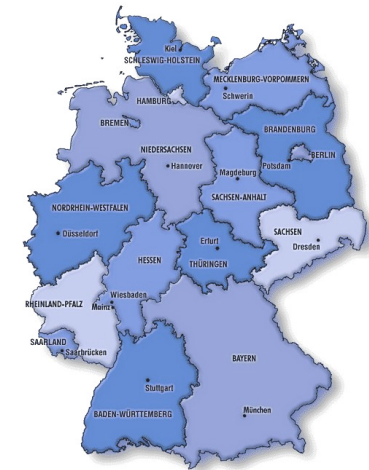 Kiel
SCHLESWIG-HOLSTEIN
MECKLENBURG-VORPOMMERN
Schwerin
HAMBURG
BREMEN
BRANDENBURG
NIEDERSACHSEN
BERLIN
Hannover
Potsdam
Magdeburg
SACHSEN-ANHALT
NORDRHEIN-WESTFALEN
Düsseldorf
SACHSEN
Dresden
Erfurt
HESSEN
THÜRINGEN
Wiesbaden
RHEINLAND-PFALZ
Mainz
SAARLAND
Saarbrücken
BAYERN
Stuttgart
BADEN-WÜRTTEMBERG
München